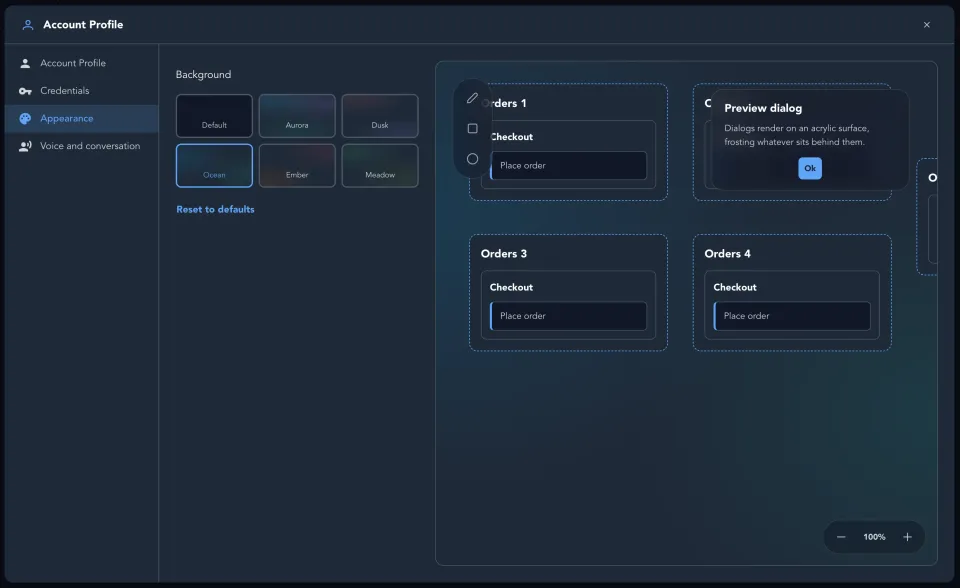 Account Profile
Account Profile
Credentials
Appearance
Voice and conversation
Background
Default
Aurora
Dusk
Ocean
Ember
Meadow
Reset to defaults
Orders 1
Checkout
Place order
Preview dialog
Dialogs render on an acrylic surface,
frosting whatever sits behind them.
Ok
Orders 3
Checkout
Place order
Orders 4
Checkout
Place order
100%